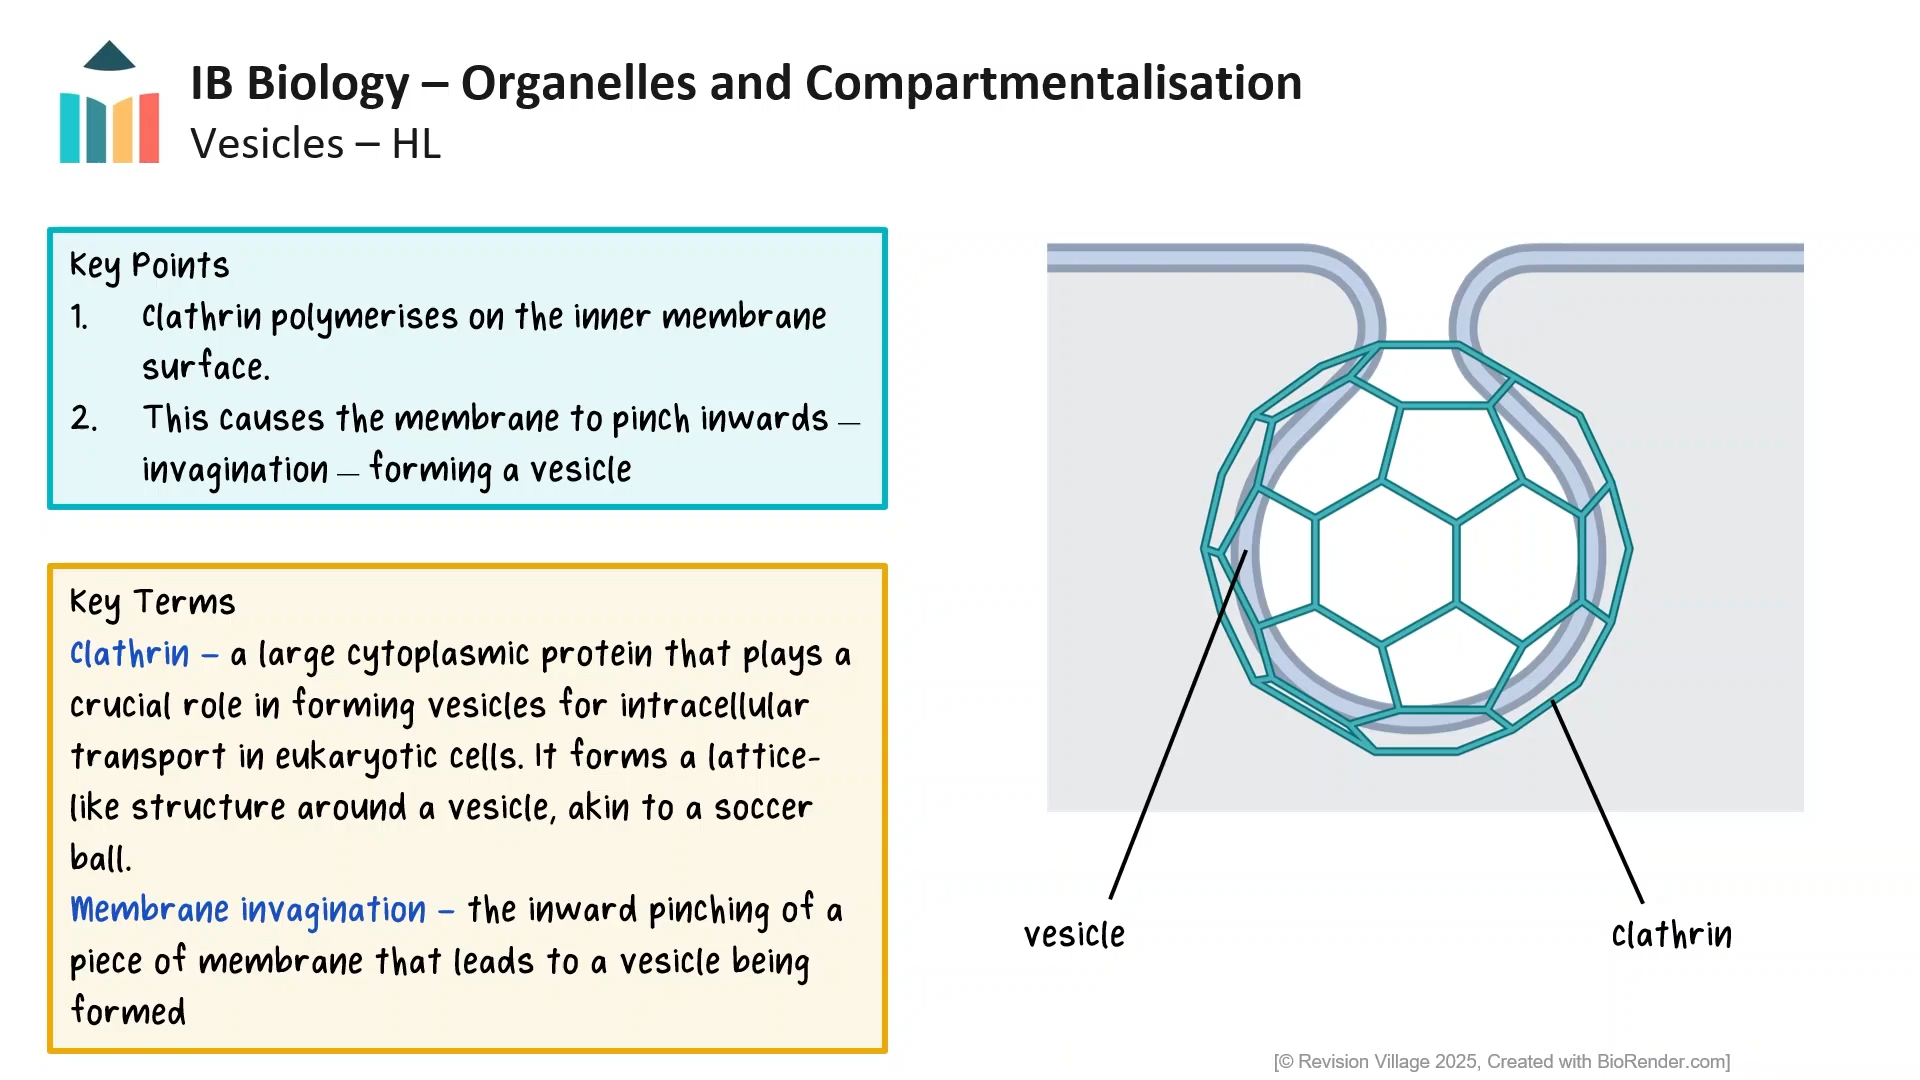 IB Biology – Organelles and Compartmentalisation
Vesicles – HL
Key Points
1. Clathrin polymerises on the inner membrane
surface.
2. This causes the membrane to pinch inwards –
invagination – forming a vesicle
Key Terms
Clathrin – a large cytoplasmic protein that plays a
crucial role in forming vesicles for intracellular
transport in eukaryotic cells. It forms a lattice-
like structure around a vesicle, akin to a soccer
ball.
Membrane invagination – the inward pinching of a
piece of membrane that leads to a vesicle being
formed
vesicle
clathrin
[© Revision Village 2025, Created with BioRender.com]